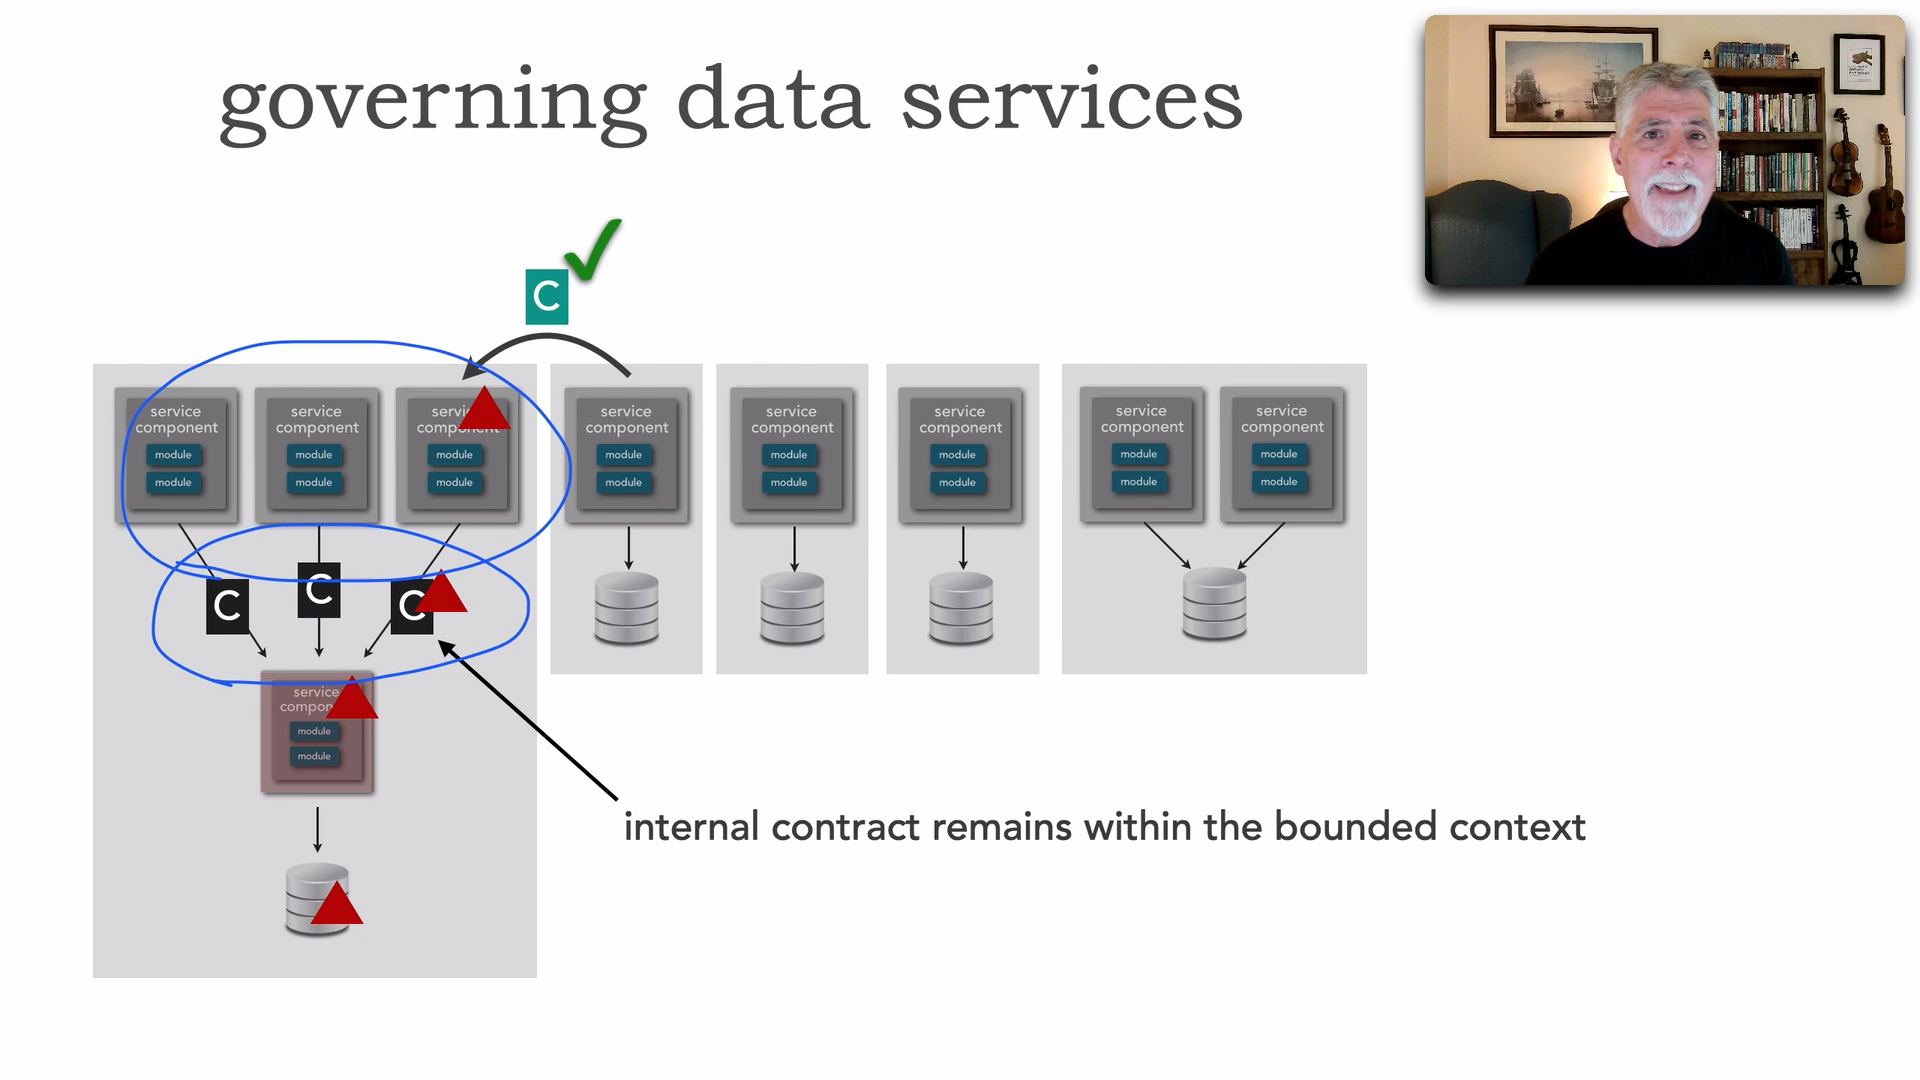 governing data services
C
service
component
module
module
service
component
module
module
servi
component
module
module
service
component
module
module
service
component
module
module
service
component
module
module
service
component
module
module
service
component
module
module
C
C
C
service
compon
module
module
internal contract remains within the bounded context